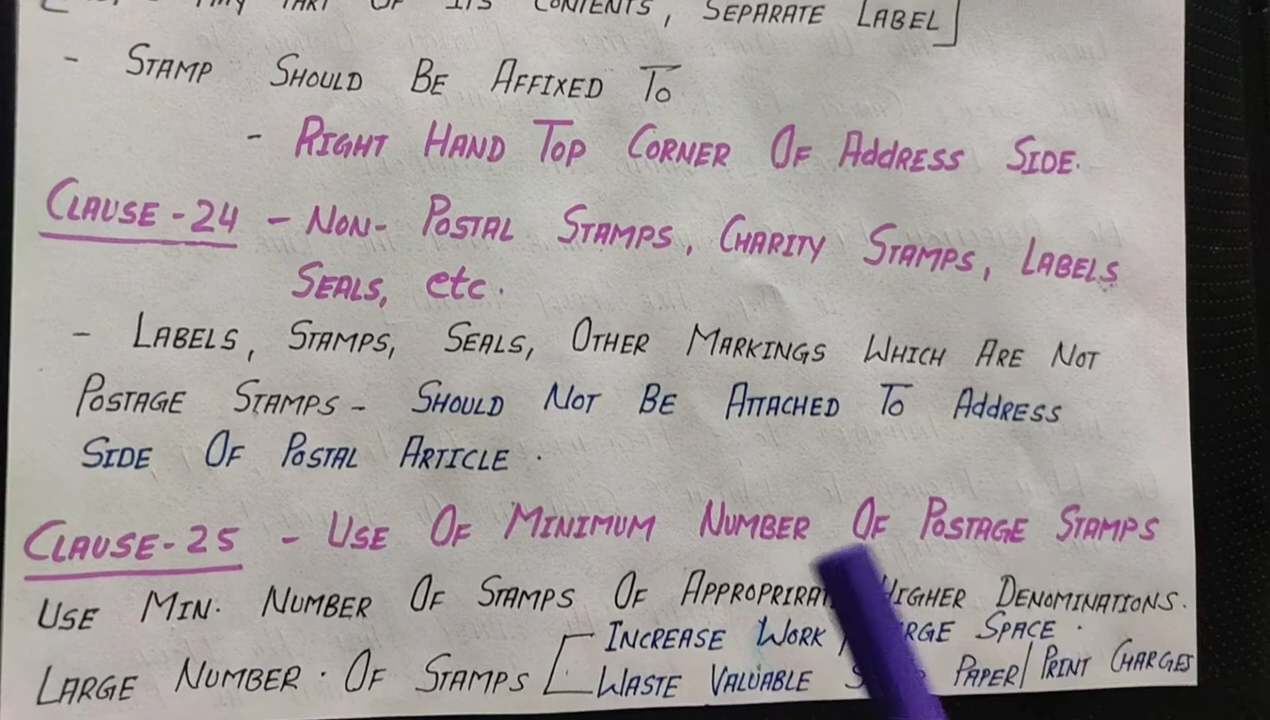 PART OF ITS CONTENTS, SEPARATE LABEL]
- STAMP SHOULD BE AFFIXED TO
- RIGHT HAND TOP CORNER OF ADDRESS SIDE.
CLAUSE-24 - NON-POSTAL STAMPS, CHARITY STAMPS, LABELS
SEALS, etc.
- LABELS, STAMPS, SEALS, OTHER MARKINGS WHICH ARE NOT
POSTAGE STAMPS - SHOULD NOT BE ATTACHED TO ADDRESS
SIDE OF POSTAL ARTICLE.
CLAUSE-25 - USE OF MINIMUM NUMBER OF POSTAGE STAMPS
USE MIN. NUMBER OF STAMPS OF HIGHER DENOMINATIONS.
INCREASE WORK / SPACE.
LARGE NUMBER. OF STAMPS
WASTE VALUABLE PAPER/PRINT CHARGES